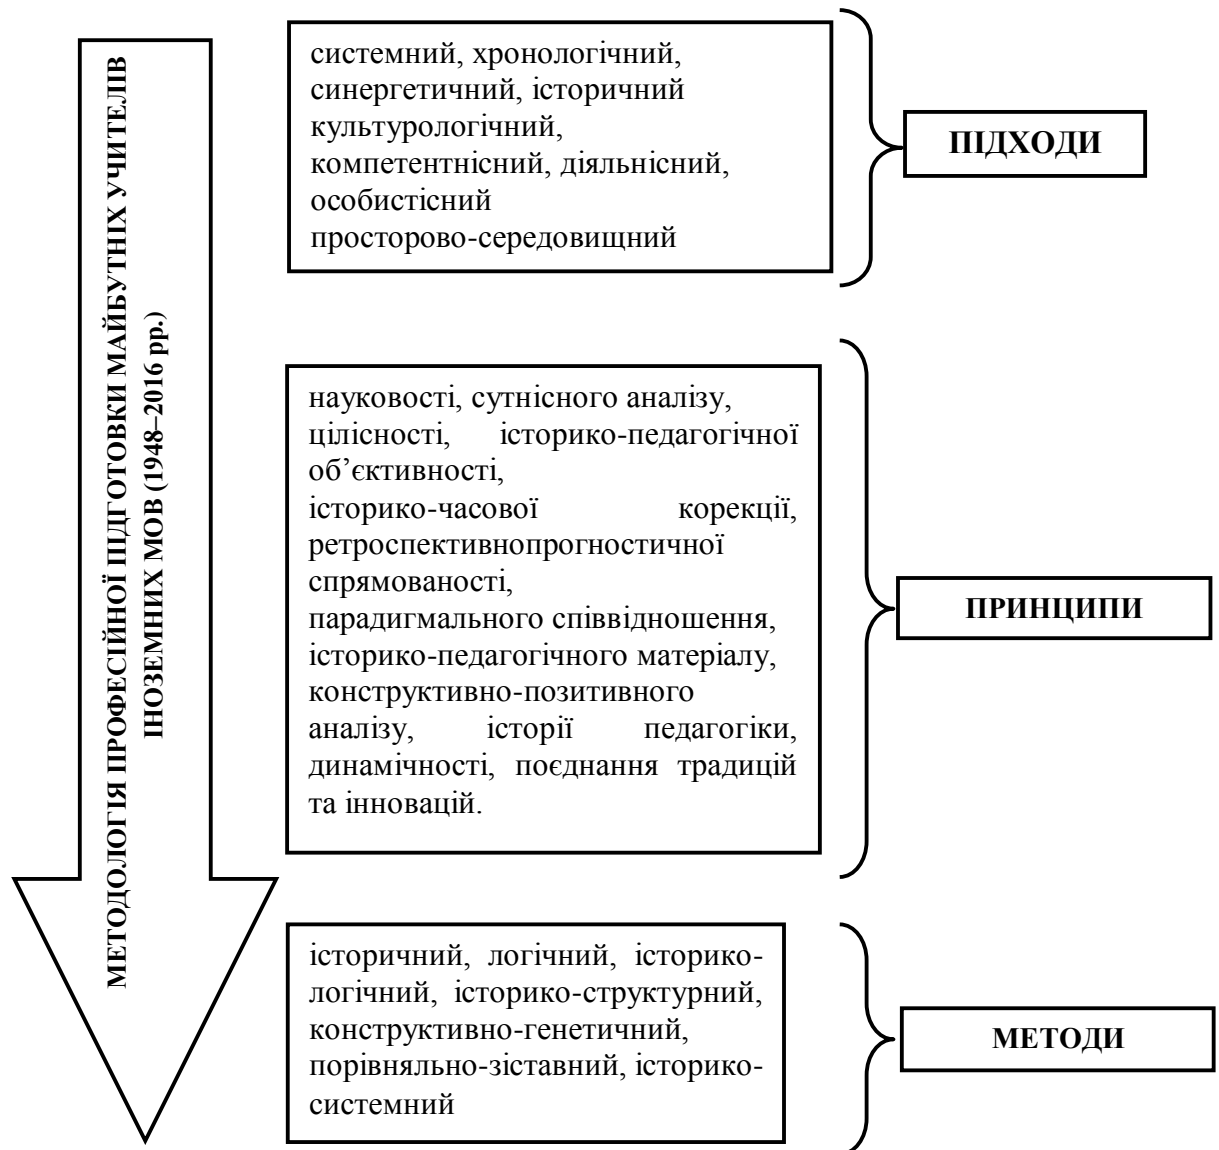 МЕТОДОЛОГІЯ ПРОФЕСІЙНОЇ ПІДГОТОВКИ МАЙБУТНІХ УЧИТЕЛІВ
ІНОЗЕМНИХ МОВ (1948–2016 рр.)
системний, хронологічний,
синергетичний, історичний
культурологічний,
компетентнісний, діяльнісний,
особистісний
просторово-середовищний
ПІДХОДИ
науковості, сутнісного аналізу,
цілісності, історико-педагогічної
об’єктивності,
історико-часової корекції,
ретроспективнопрогностичної
спрямованості,
парадигмального співвідношення,
історико-педагогічного матеріалу,
конструктивно-позитивного
аналізу, історії педагогіки,
динамічності, поєднання традицій
та інновацій.
ПРИНЦИПИ
історичний, логічний, історико-
логічний, історико-структурний,
конструктивно-генетичний,
порівняльно-зіставний, історико-
системний
МЕТОДИ